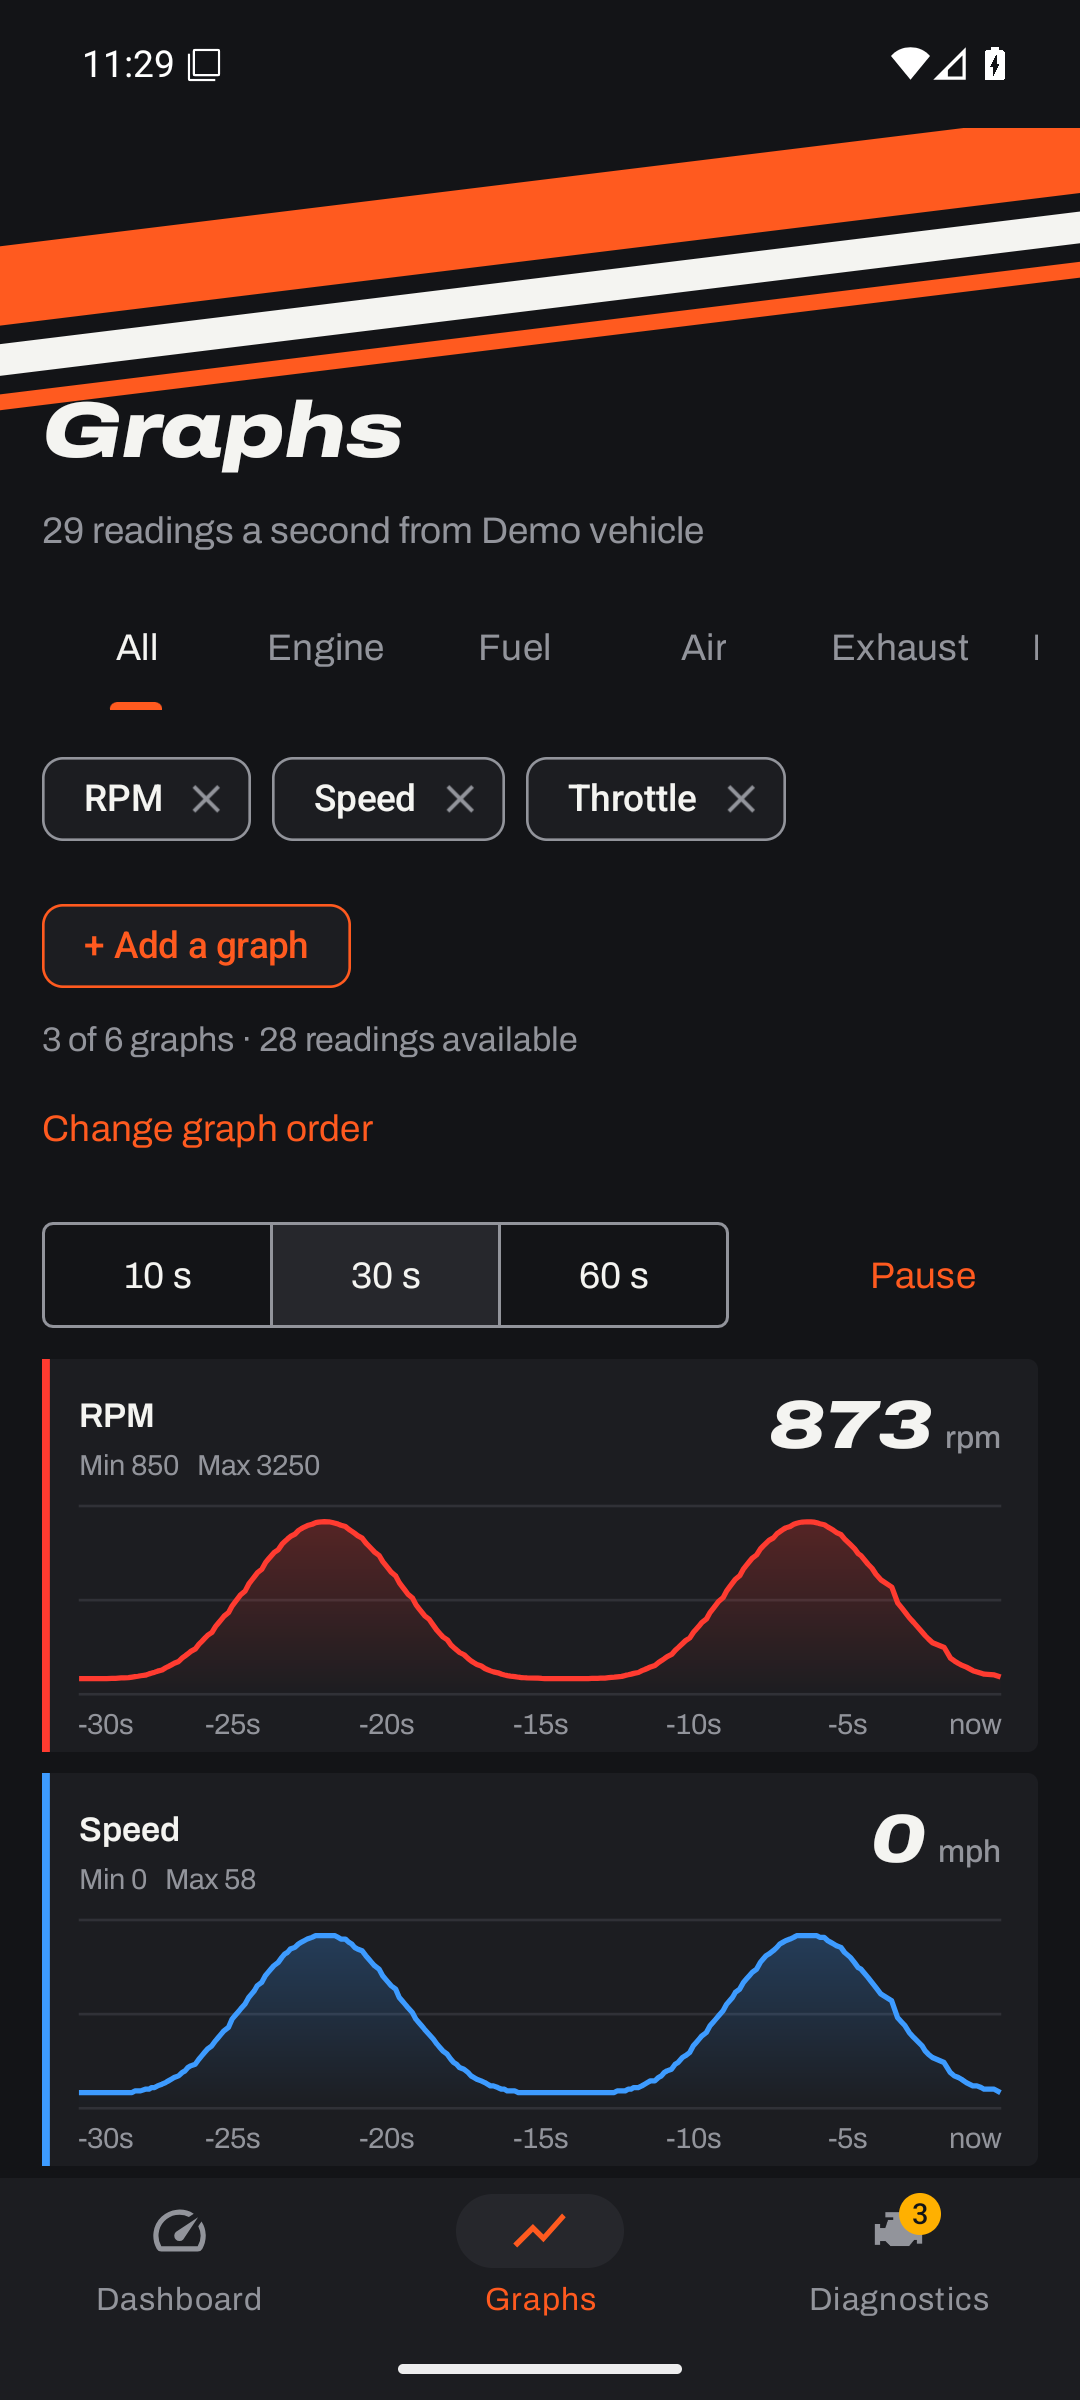 11:29
Graphs
29 readings a second from Demo vehicle
All Engine Fuel Air Exhaust
RPM Speed Throttle
+ Add a graph
3 of 6 graphs · 28 readings available
Change graph order
10 s 30 s 60 s Pause
RPM 873 rpm
Min 850 Max 3250
-30s -25s -20s -15s -10s -5s now
Speed 0 mph
Min 0 Max 58
-30s -25s -20s -15s -10s -5s now
3
Dashboard Graphs Diagnostics